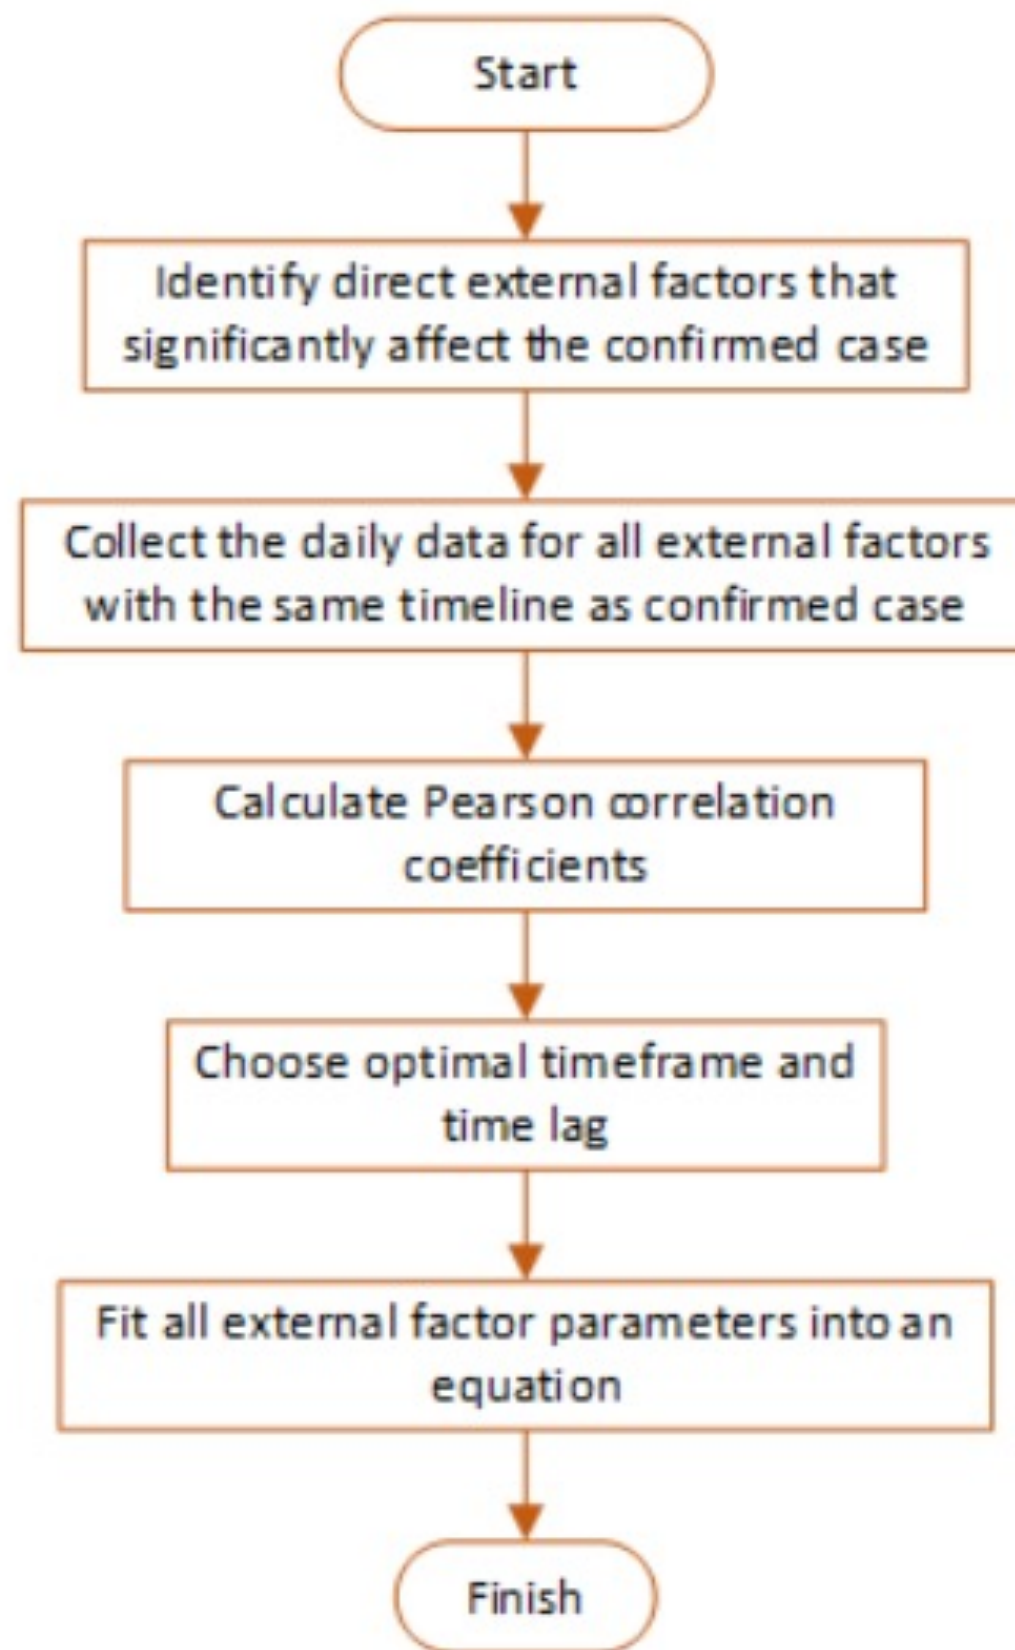 Start
Identify direct external factors that
significantly affect the confirmed case
Collect the daily data for all external factors
with the same timeline as confirmed case
Calculate Pearson correlation
coefficients
Choose optimal timeframe and
time lag
Fit all external factor parameters into an
equation
Finish